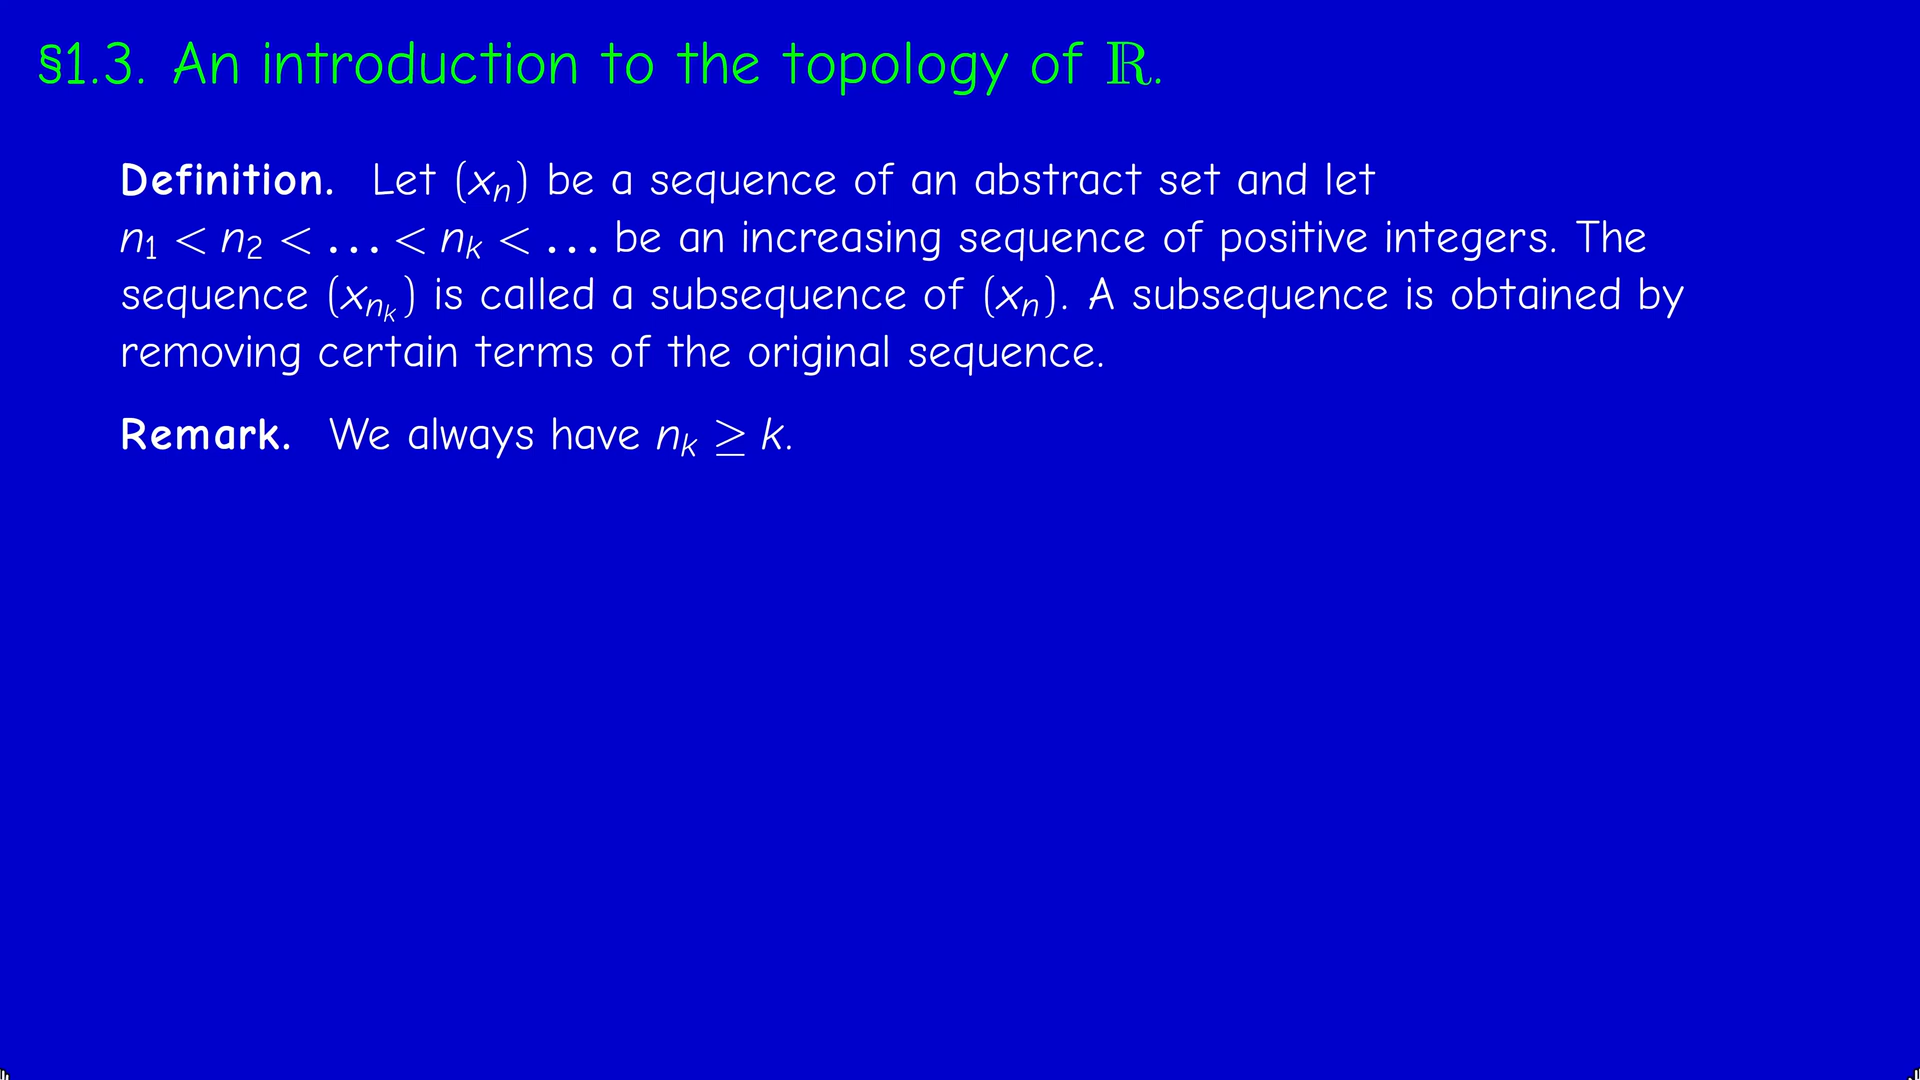 §1.3. An introduction to the topology of ℝ.
Definition. Let (xₙ) be a sequence of an abstract set and let
n₁ < n₂ < … < nₖ < … be an increasing sequence of positive integers. The
sequence (x_{n_k}) is called a subsequence of (xₙ). A subsequence is obtained by
removing certain terms of the original sequence.
Remark. We always have nₖ ≥ k.